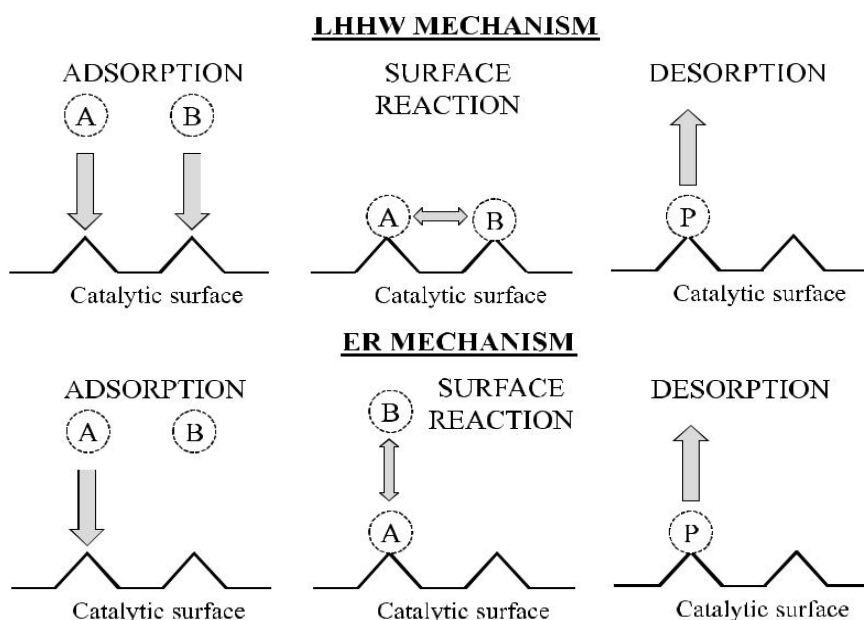 LHHW MECHANISM
ADSORPTION
SURFACE
REACTION
DESORPTION
A
B
A
B
P
Catalytic surface
Catalytic surface
Catalytic surface
ER MECHANISM
ADSORPTION
SURFACE
REACTION
DESORPTION
A
B
B
A
P
Catalytic surface
Catalytic surface
Catalytic surface